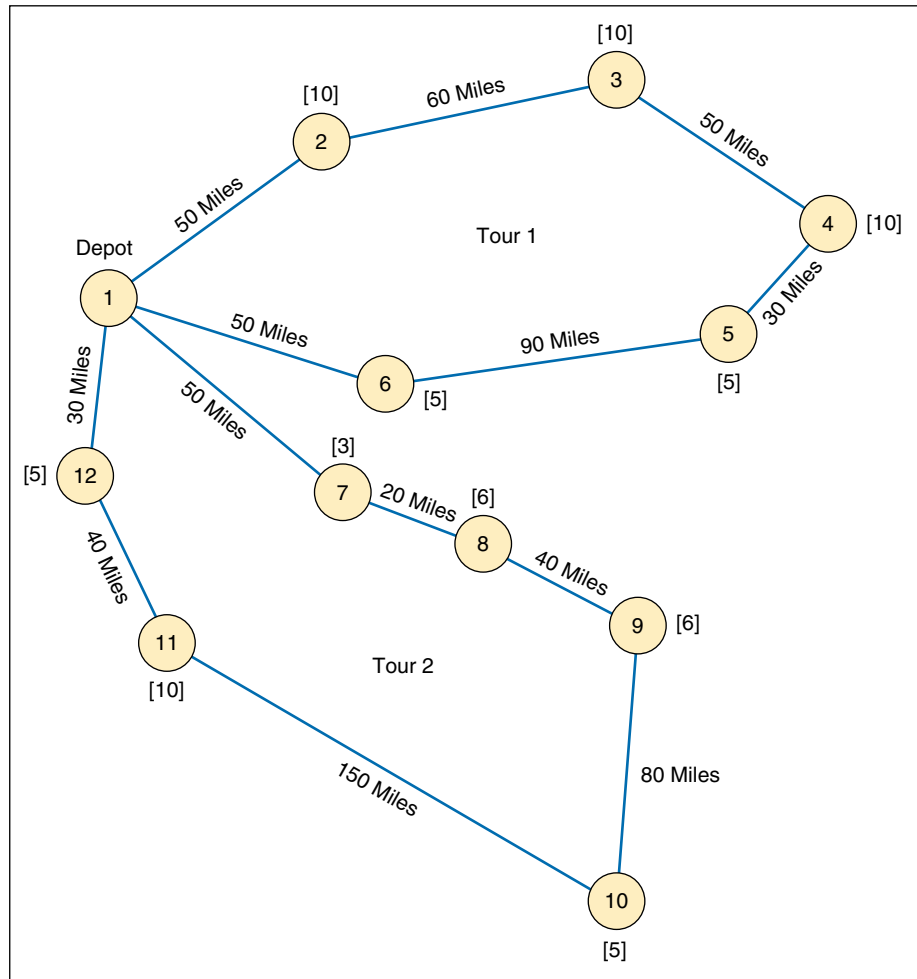 [10]
3
60 Miles
[10]
2
50 Miles
50 Miles
4
[10]
Tour 1
Depot
1
30 Miles
50 Miles
90 Miles
5
[5]
6
[5]
30 Miles
50 Miles
[3]
7
[5]
12
20 Miles
[6]
8
40 Miles
40 Miles
9
[6]
11
[10]
Tour 2
150 Miles
80 Miles
10
[5]